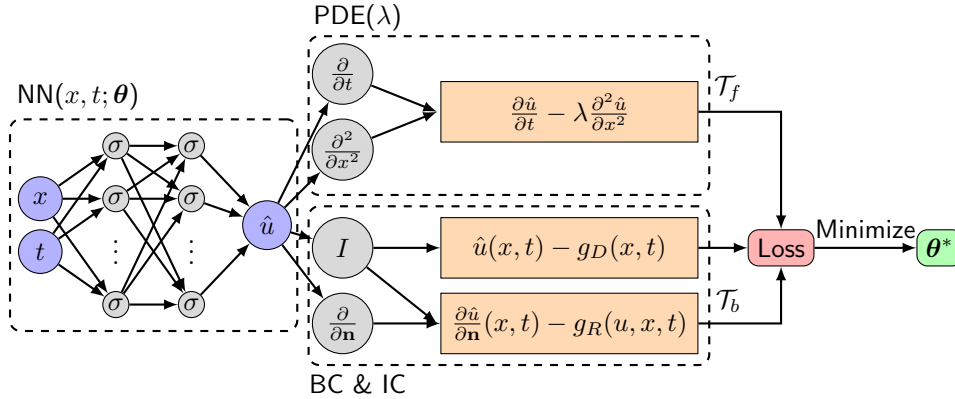 PDE(λ)
∂/∂t
NN(x, t; θ)
∂û/∂t − λ ∂²û/∂x²
𝒯_f
σ σ
∂²/∂x²
x σ σ
û
t ⋮ ⋮
I
û(x, t) − g_D(x, t)
Loss
Minimize
θ*
σ σ
∂/∂n
∂û/∂n (x, t) − g_R(u, x, t)
𝒯_b
BC & IC